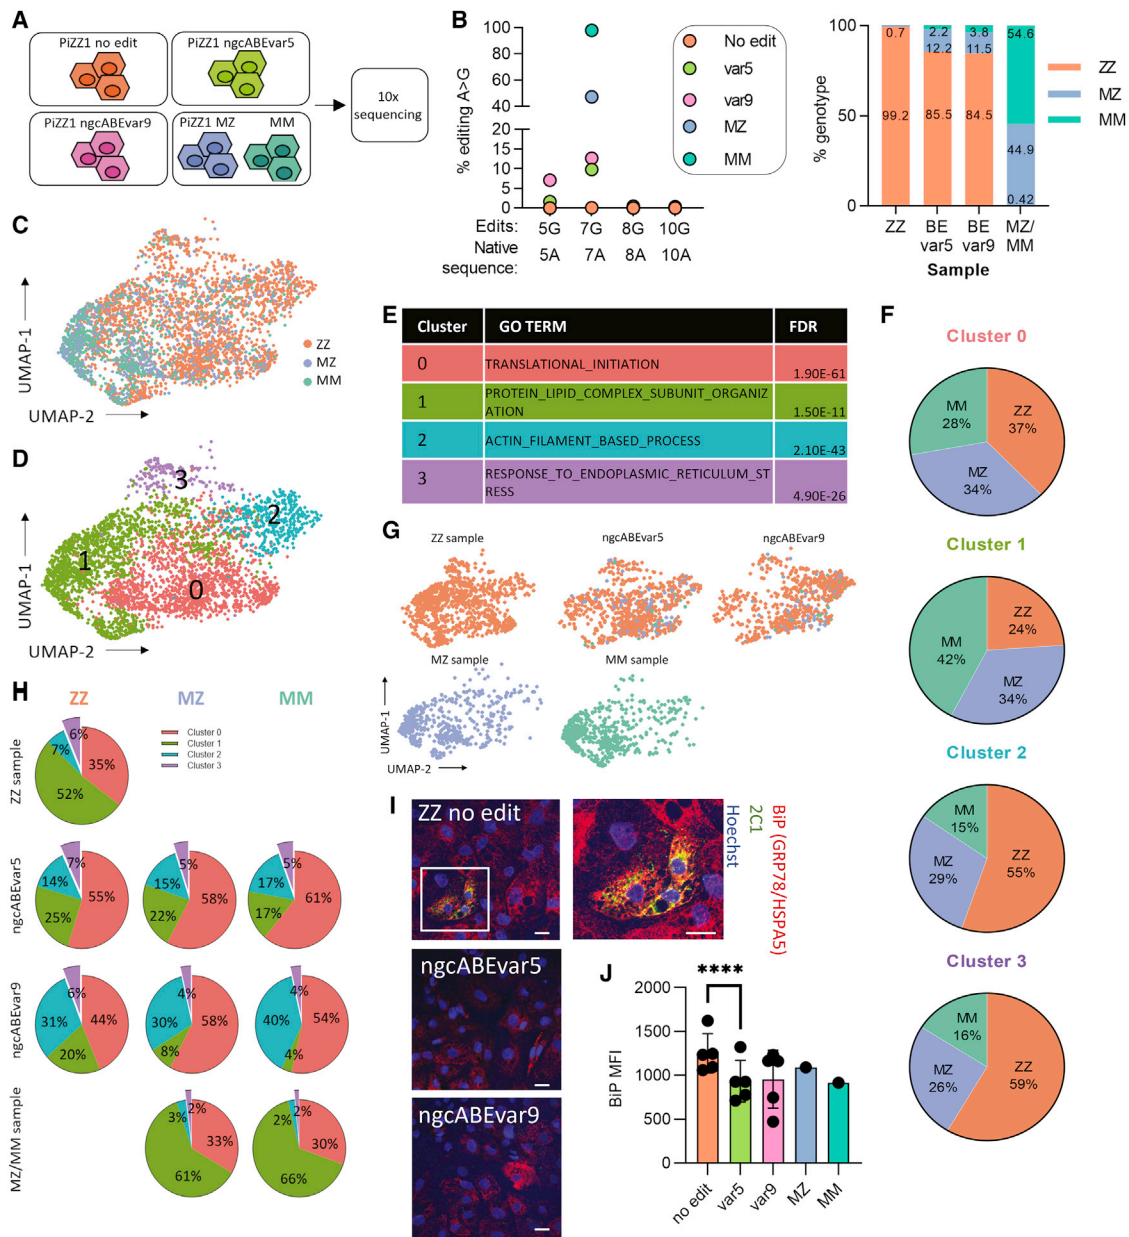 A
PiZZ1 no edit
PiZZ1 ngcABEvar5
PiZZ1 ngcABEvar9
PiZZ1 MZ
MM
10x
sequencing
B
% editing A>G
100
80
60
40
20
15
10
5
0
Edits:
5G
7G
8G
10G
Native
sequence:
5A
7A
8A
10A
No edit
var5
var9
MZ
MM
% genotype
100
50
0
0.7
99.2
2.2
12.2
85.5
3.8
11.5
84.5
54.6
44.9
0.42
ZZ
BE
var5
BE
var9
MZ/
MM
Sample
ZZ
MZ
MM
C
UMAP-1
UMAP-2
ZZ
MZ
MM
D
3
2
1
0
UMAP-1
UMAP-2
E
Cluster GO TERM FDR
0 TRANSLATIONAL_INITIATION 1.90E-61
1 PROTEIN_LIPID_COMPLEX_SUBUNIT_ORGANIZ
ATION 1.50E-11
2 ACTIN_FILAMENT_BASED_PROCESS 2.10E-43
3 RESPONSE_TO_ENDOPLASMIC_RETICULUM_ST
RESS 4.90E-26
F
Cluster 0
MM
28%
ZZ
37%
MZ
34%
Cluster 1
ZZ
24%
MM
42%
MZ
34%
Cluster 2
MM
15%
MZ
29%
ZZ
55%
Cluster 3
MM
16%
MZ
26%
ZZ
59%
G
ZZ sample
ngcABEvar5
ngcABEvar9
MZ sample
MM sample
UMAP-1
UMAP-2
H
ZZ
MZ
MM
Cluster 0
Cluster 1
Cluster 2
Cluster 3
ZZ sample
6%
7%
35%
52%
ngcABEvar5
7%
14%
55%
25%
5%
15%
58%
22%
5%
17%
61%
17%
ngcABEvar9
6%
31%
44%
20%
4%
30%
58%
8%
4%
40%
54%
4%
MZ/MM sample
3%
2%
33%
61%
2%
2%
30%
66%
I
ZZ no edit
ngcABEvar5
ngcABEvar9
Hoechst
2C1
BiP (GRP78/HSPA5)
J
****
BiP MFI
2000
1500
1000
500
0
no edit
var5
var9
MZ
MM